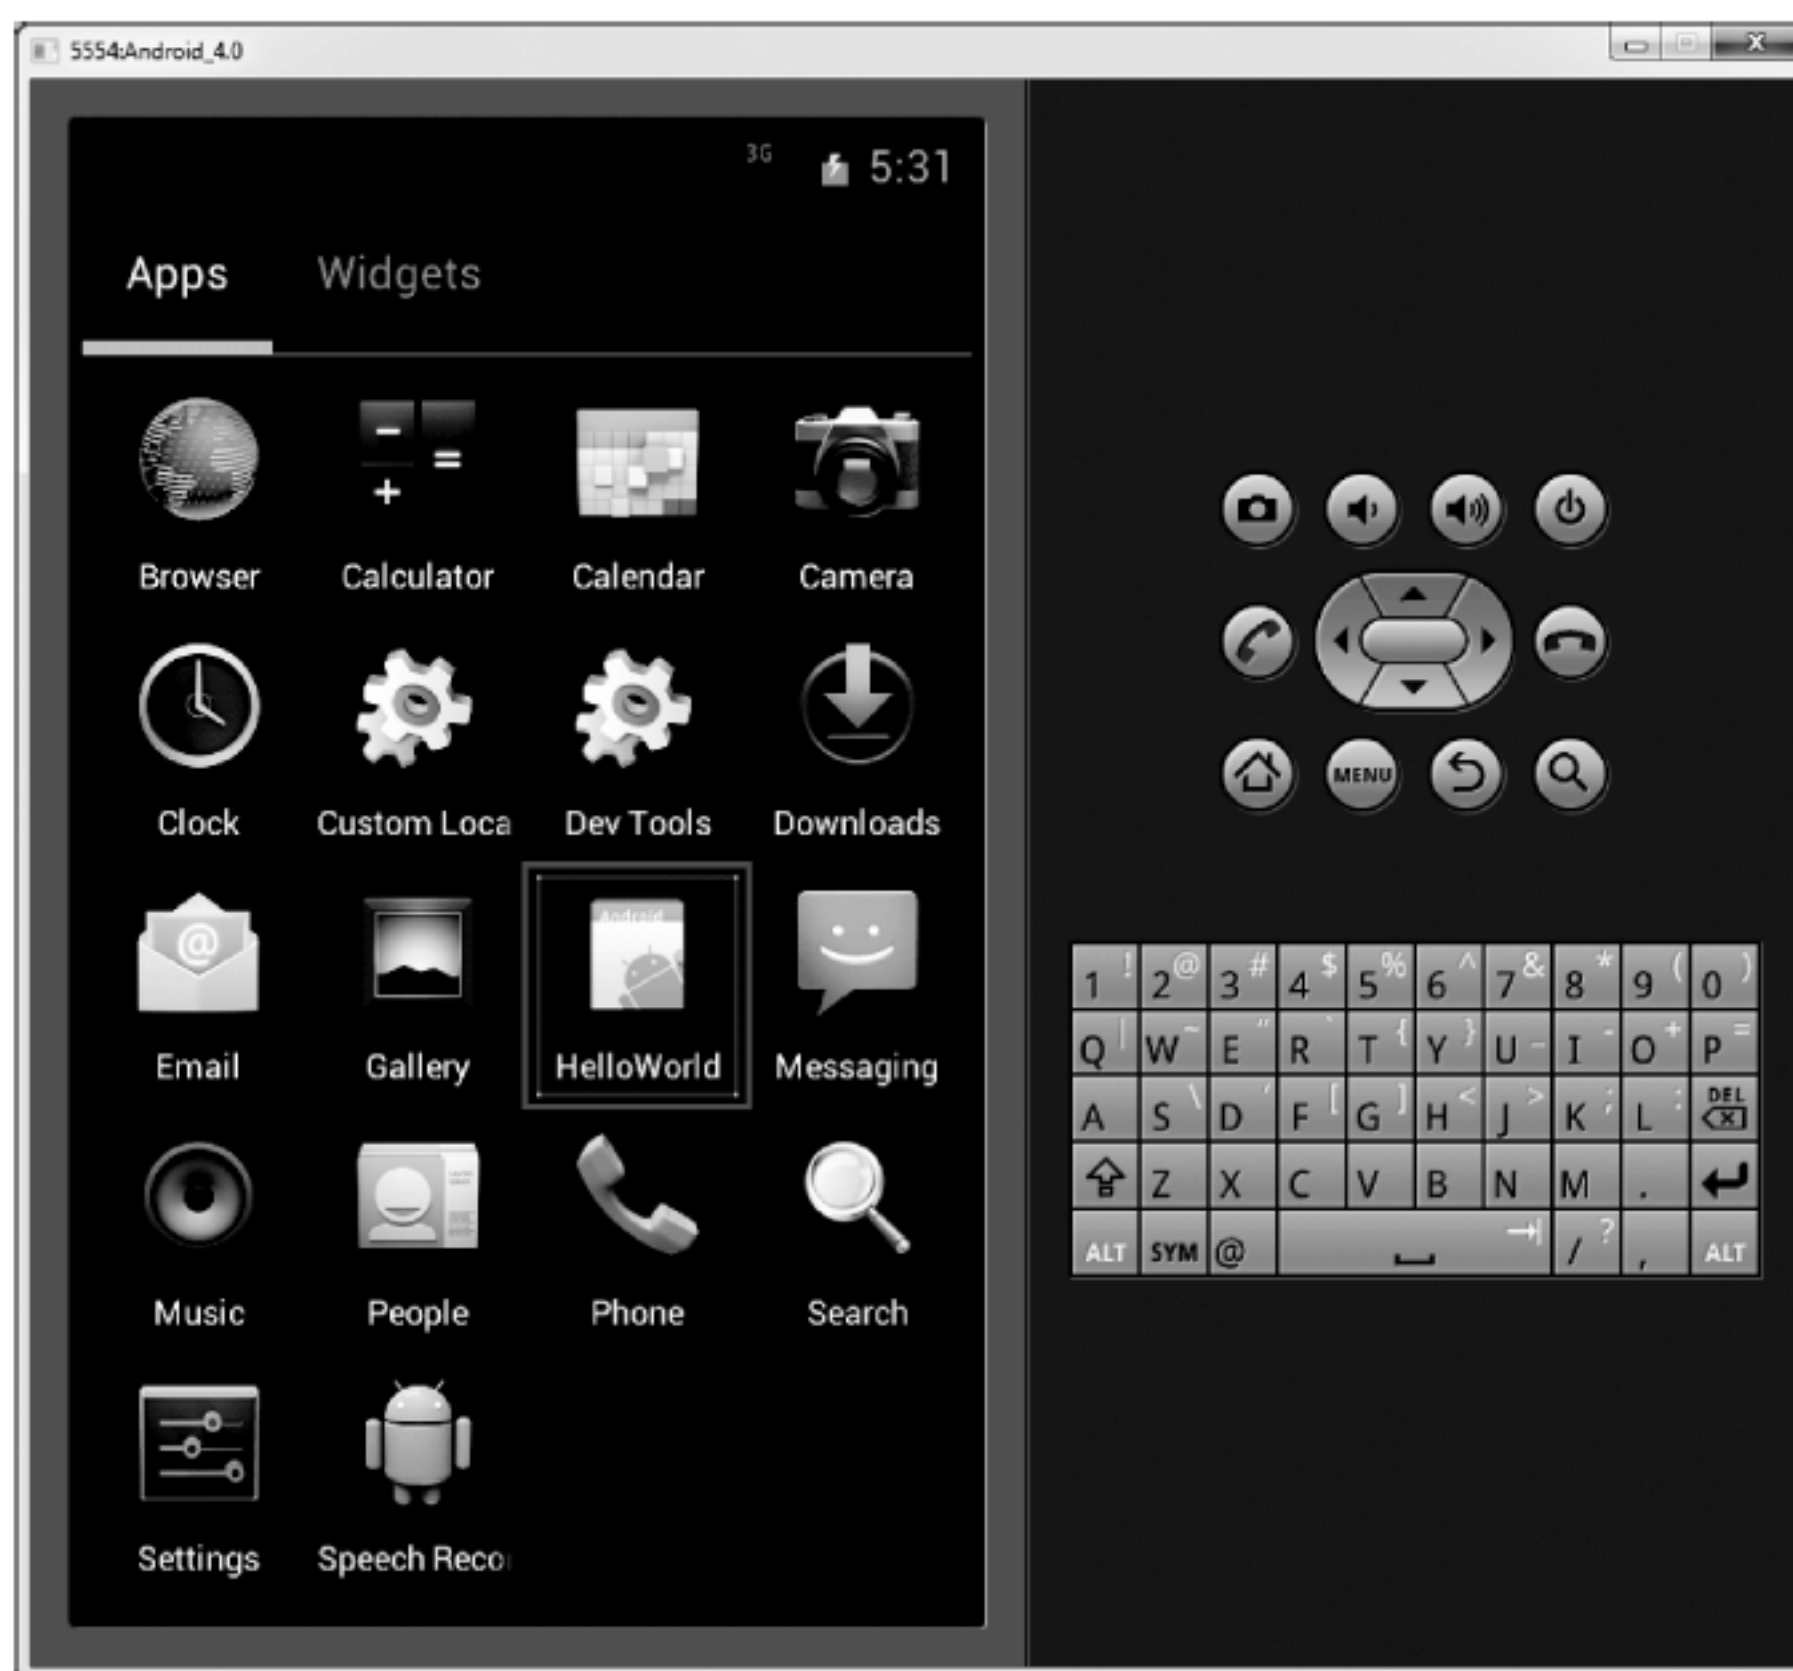 5554:Android_4.0
3G 5:31
Apps Widgets
Browser Calculator Calendar Camera
Clock Custom Loca Dev Tools Downloads
Android
Email Gallery HelloWorld Messaging
Music People Phone Search
Settings Speech Reco
MENU
1 ! 2 @ 3 # 4 $ 5 % 6 ^ 7 & 8 * 9 ( 0 )
Q | W ~ E " R ` T { Y } U _ I - O + P =
A S \ D ' F [ G ] H < J > K ; L : DEL
Z X C V B N M .
ALT SYM @ / ? , ALT